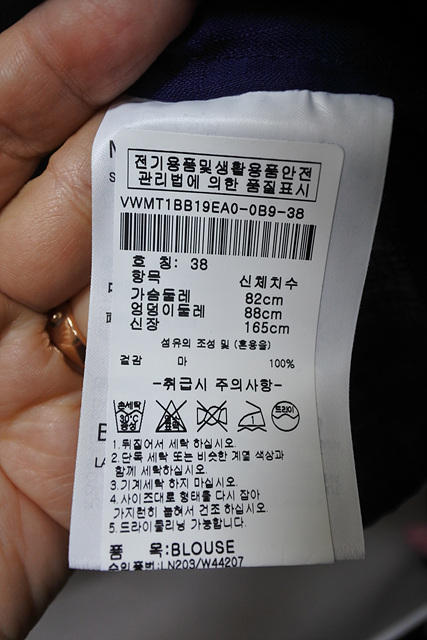 전기용품및생활용품안전
관리법에 의한 품질표시
VWMT1BB19EA0-0B9-38
호 칭: 38
항목 신체치수
가슴둘레 82cm
엉덩이둘레 88cm
신장 165cm
섬유의 조성 및 (혼용율)
겉감 마 100%
-취급시 주의사항-
손세탁 30°C 중성 드라이
1.뒤집어서 세탁 하십시오.
2.단독 세탁 또는 비슷한 계열 색상과
함께 세탁하십시오.
3.기계세탁 하지 마십시오.
4.사이즈대로 형태를 다시 잡아
가지런히 눕혀서 건조 하십시오.
5.드라이클리닝 가능합니다.
품 목:BLOUSE
승인품번:LN203/W44207